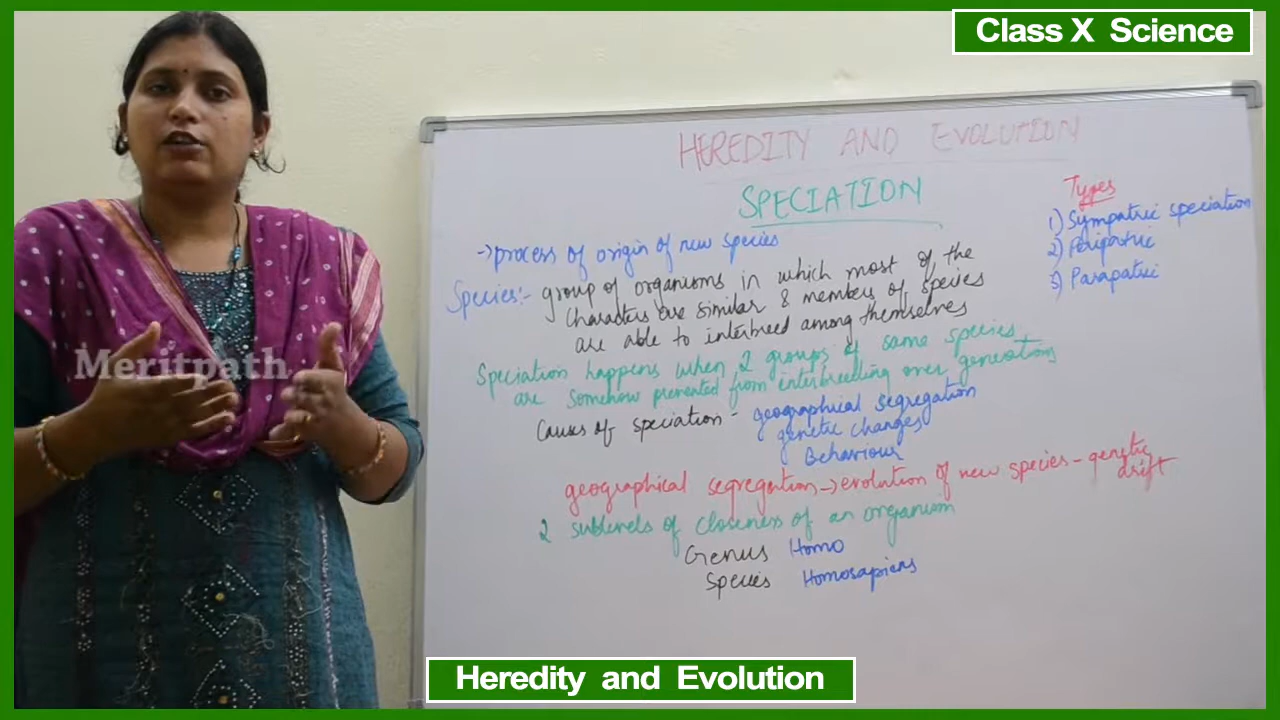 Class X Science
HEREDITY AND EVOLUTION
SPECIATION
→ process of origin of new species
Species:- group of organisms in which most of the
characters are similar & members of species
are able to interbreed among themselves
Speciation happens when 2 groups of same species
are somehow prevented from interbreeding over generations
Causes of speciation - geographical segregation
genetic changes
Behaviour
geographical segregation → evolution of new species - genetic
drift
2 sublevels of closeness of an organism
Genus Homo
Species Homosapiens
Types
1) Sympatric speciation
2) Peripatric
3) Parapatric
Meritpath
Heredity and Evolution